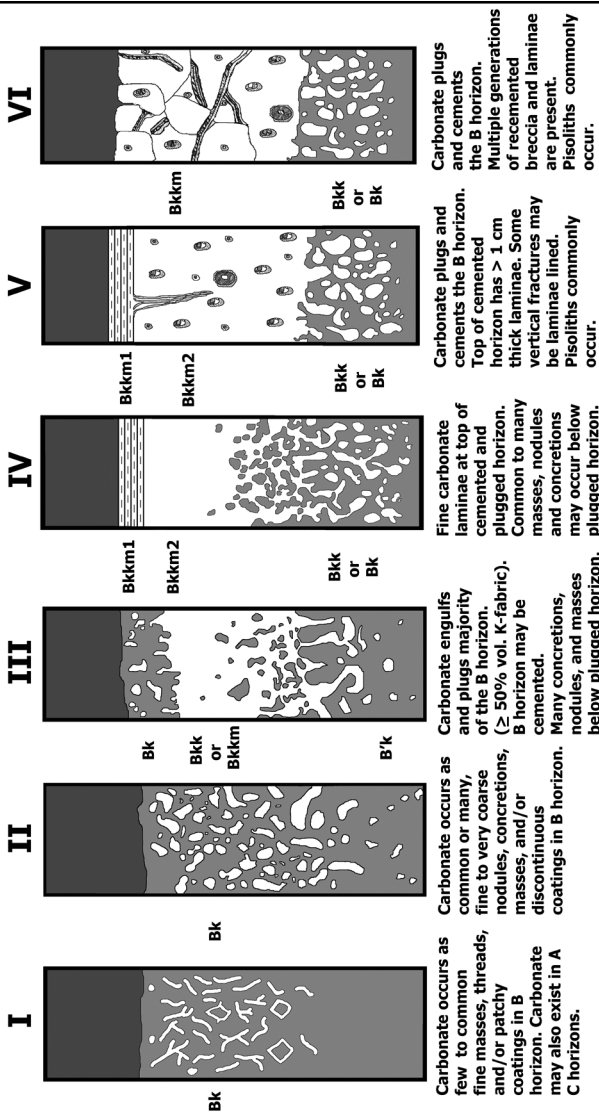 I
Bk
Carbonate occurs as
few to common
fine masses, threads,
and/or patchy
coatings in B
horizon. Carbonate
may also exist in A
C horizons.
II
Bk
Carbonate occurs as
common or many,
fine to very coarse
nodules, concretions,
masses, and/or
discontinuous
coatings in B horizon.
III
Bk
Bkk
or
Bkkm
B'k
Carbonate engulfs
and plugs majority
of the B horizon.
(≥ 50% vol. K-fabric).
B horizon may be
cemented.
Many concretions,
nodules, and masses
below plugged horizon.
IV
Bkkm1
Bkkm2
Bkk
or
Bk
Fine carbonate
laminae at top of
cemented and
plugged horizon.
Common to many
masses, nodules
and concretions
may occur below
plugged horizon.
V
Bkkm1
Bkkm2
Bkk
or
Bk
Carbonate plugs and
cements the B horizon.
Top of cemented
horizon has > 1 cm
thick laminae. Some
vertical fractures may
be laminae lined.
Pisoliths commonly
occur.
VI
Bkkm
Bkk
or
Bk
Carbonate plugs
and cements
the B horizon.
Multiple generations
of recemented
breccia and laminae
are present.
Pisoliths commonly
occur.